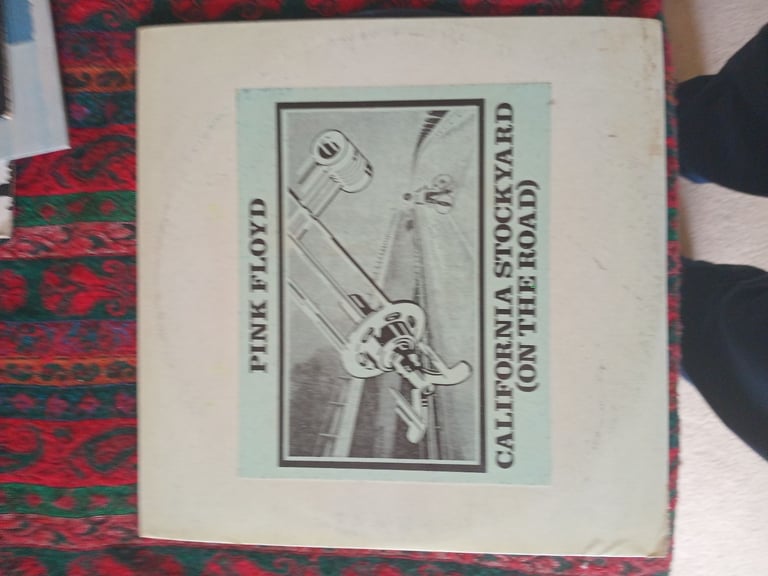 PINK FLOYD
CALIFORNIA STOCKYARD
(ON THE ROAD)